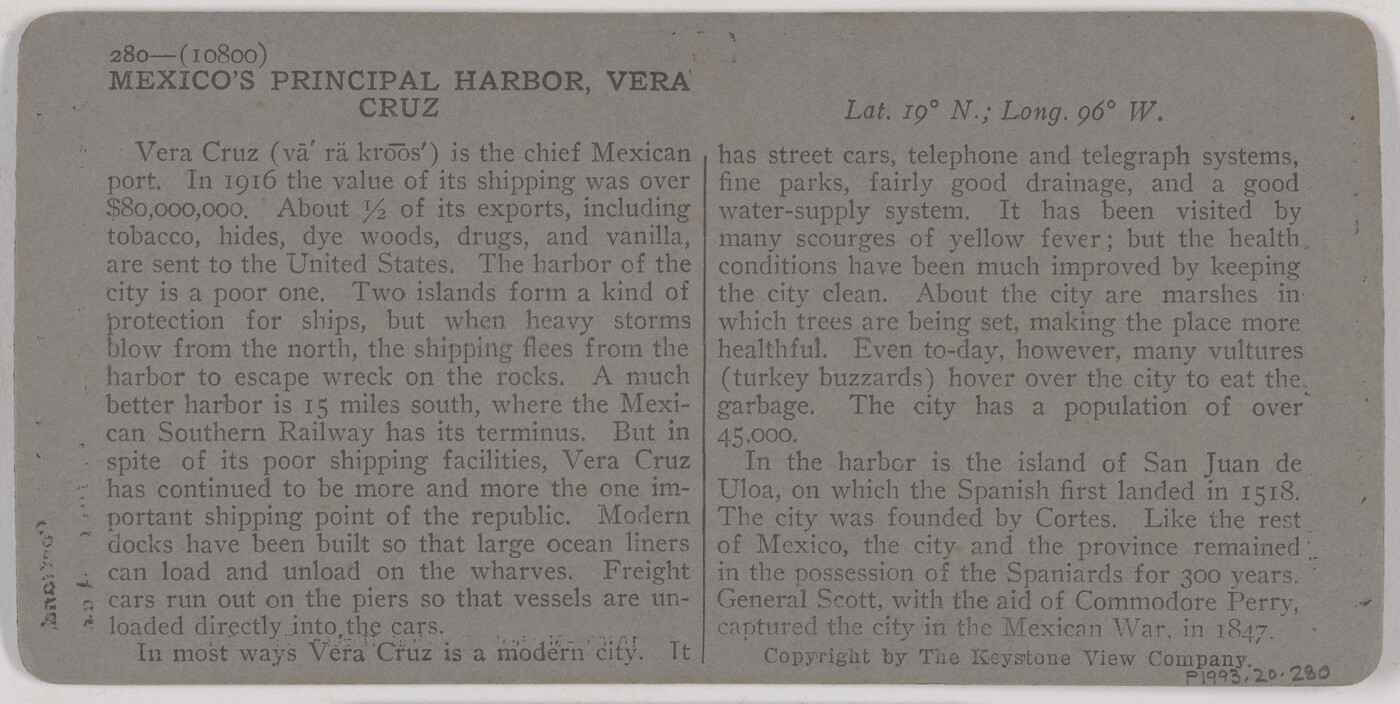 280—(10800)
MEXICO'S PRINCIPAL HARBOR, VERA
CRUZ
Vera Cruz (vā′ rä kro͞os′) is the chief Mexican
port. In 1916 the value of its shipping was over
$80,000,000. About ½ of its exports, including
tobacco, hides, dye woods, drugs, and vanilla,
are sent to the United States. The harbor of the
city is a poor one. Two islands form a kind of
protection for ships, but when heavy storms
blow from the north, the shipping flees from the
harbor to escape wreck on the rocks. A much
better harbor is 15 miles south, where the Mexi-
can Southern Railway has its terminus. But in
spite of its poor shipping facilities, Vera Cruz
has continued to be more and more the one im-
portant shipping point of the republic. Modern
docks have been built so that large ocean liners
can load and unload on the wharves. Freight
cars run out on the piers so that vessels are un-
loaded directly into the cars.
In most ways Vera Cruz is a modern city. It
Lat. 19° N.; Long. 96° W.
has street cars, telephone and telegraph systems,
fine parks, fairly good drainage, and a good
water-supply system. It has been visited by
many scourges of yellow fever; but the health
conditions have been much improved by keeping
the city clean. About the city are marshes in
which trees are being set, making the place more
healthful. Even to-day, however, many vultures
(turkey buzzards) hover over the city to eat the
garbage. The city has a population of over
45,000.
In the harbor is the island of San Juan de
Uloa, on which the Spanish first landed in 1518.
The city was founded by Cortes. Like the rest
of Mexico, the city and the province remained
in the possession of the Spaniards for 300 years.
General Scott, with the aid of Commodore Perry,
captured the city in the Mexican War, in 1847.
Copyright by The Keystone View Company.
P1993.20.280